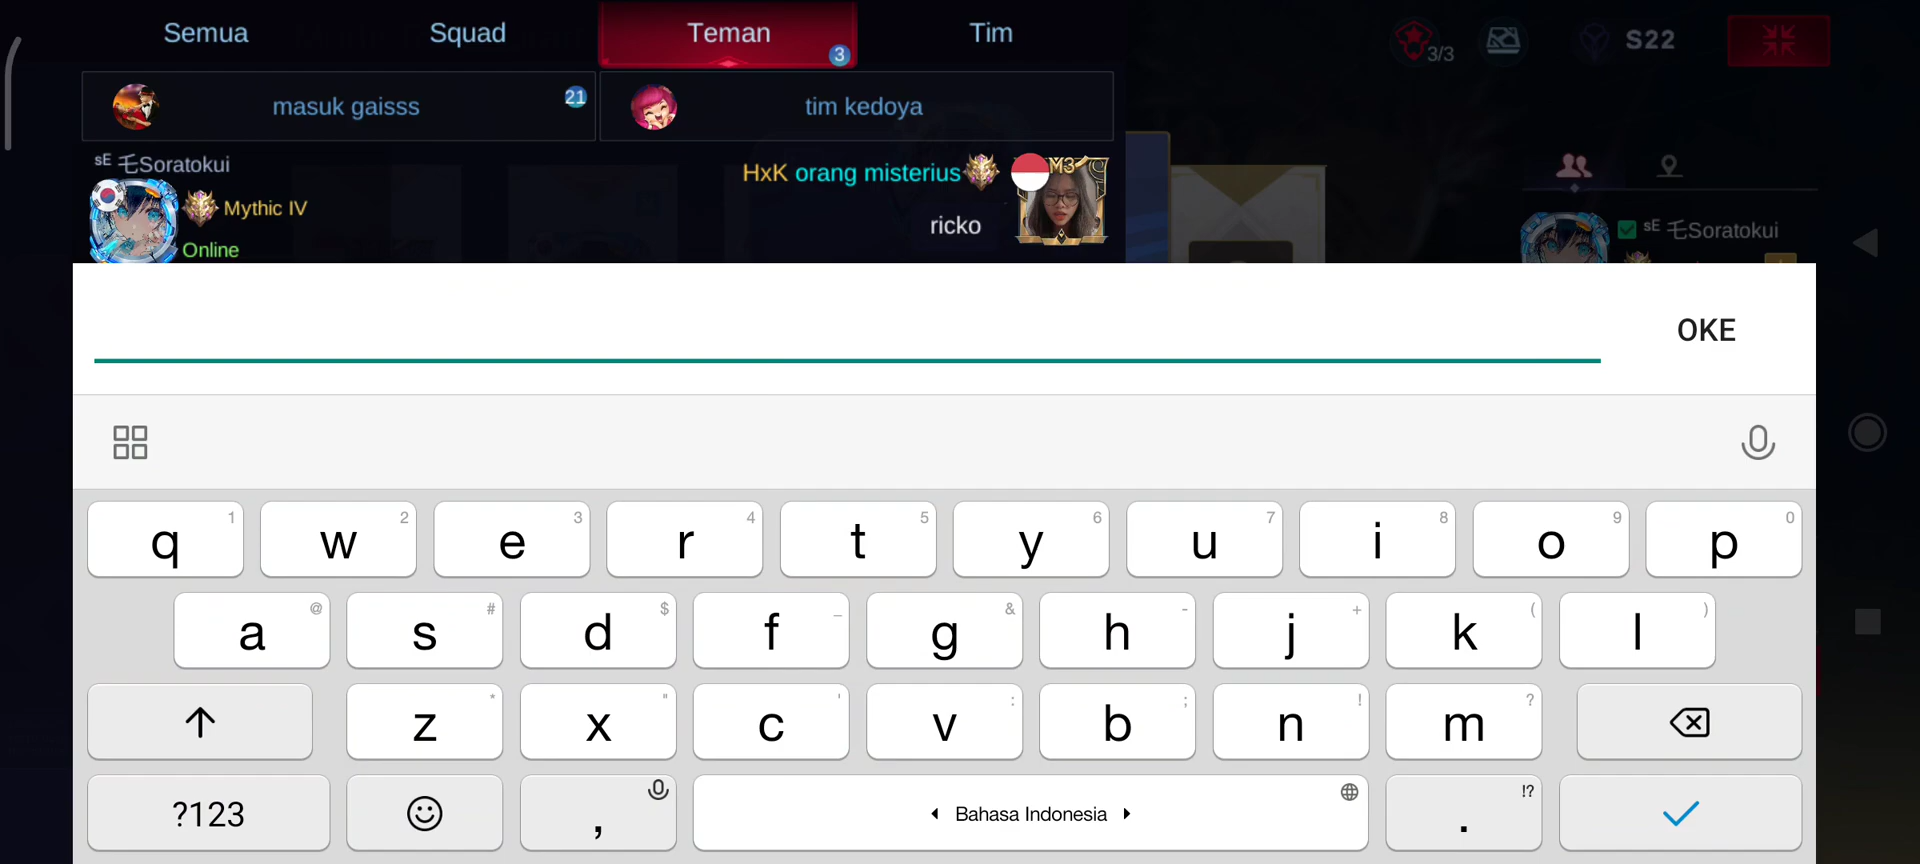 Semua Squad Teman 3 Tim
3/3 S22
masuk gaisss 21 tim kedoya
sE 乇Soratokui
Mythic IV
Online
HxK orang misterius M3
ricko
sE 乇Soratokui
OKE
q 1 w 2 e 3 r 4 t 5 y 6 u 7 i 8 o 9 p 0
a @ s # d $ f _ g & h - j + k ( l )
z * x " c ' v : b ; n ! m ?
?123 , Bahasa Indonesia . !?